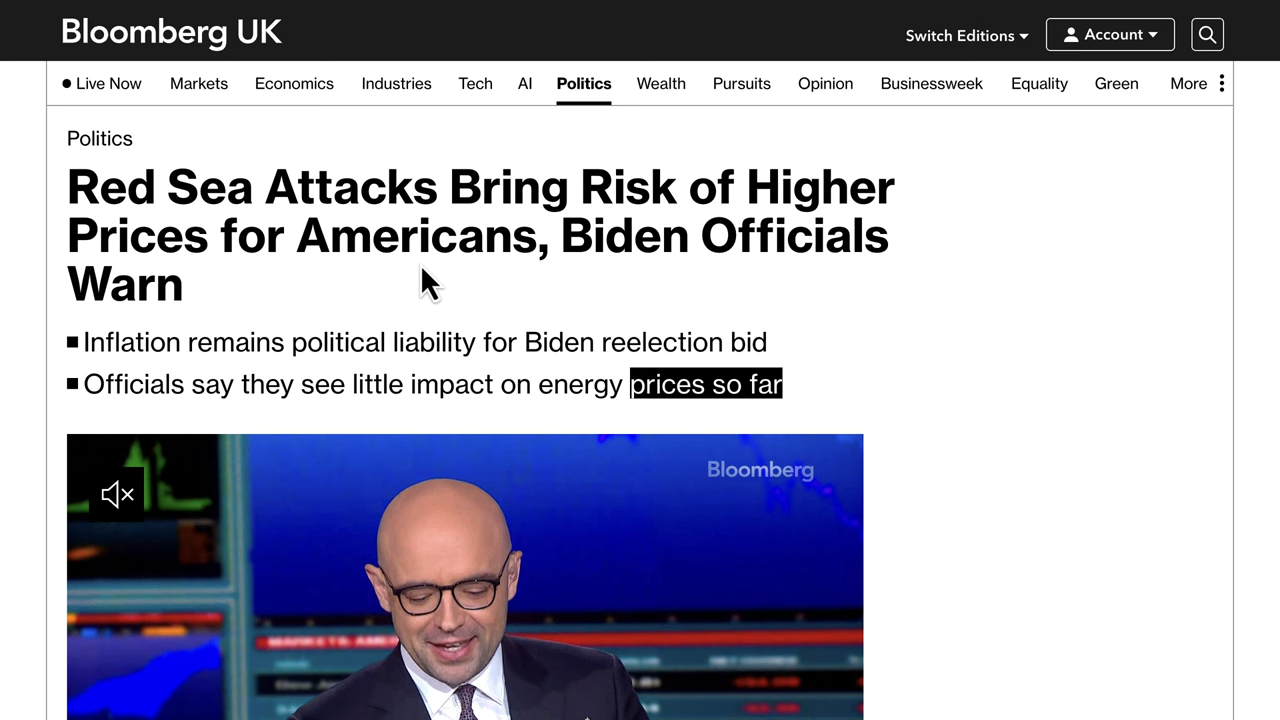 Bloomberg UK
Switch Editions
Account
Live Now Markets Economics Industries Tech AI Politics Wealth Pursuits Opinion Businessweek Equality Green More
Politics
Red Sea Attacks Bring Risk of Higher
Prices for Americans, Biden Officials
Warn
Inflation remains political liability for Biden reelection bid
Officials say they see little impact on energy prices so far
Bloomberg